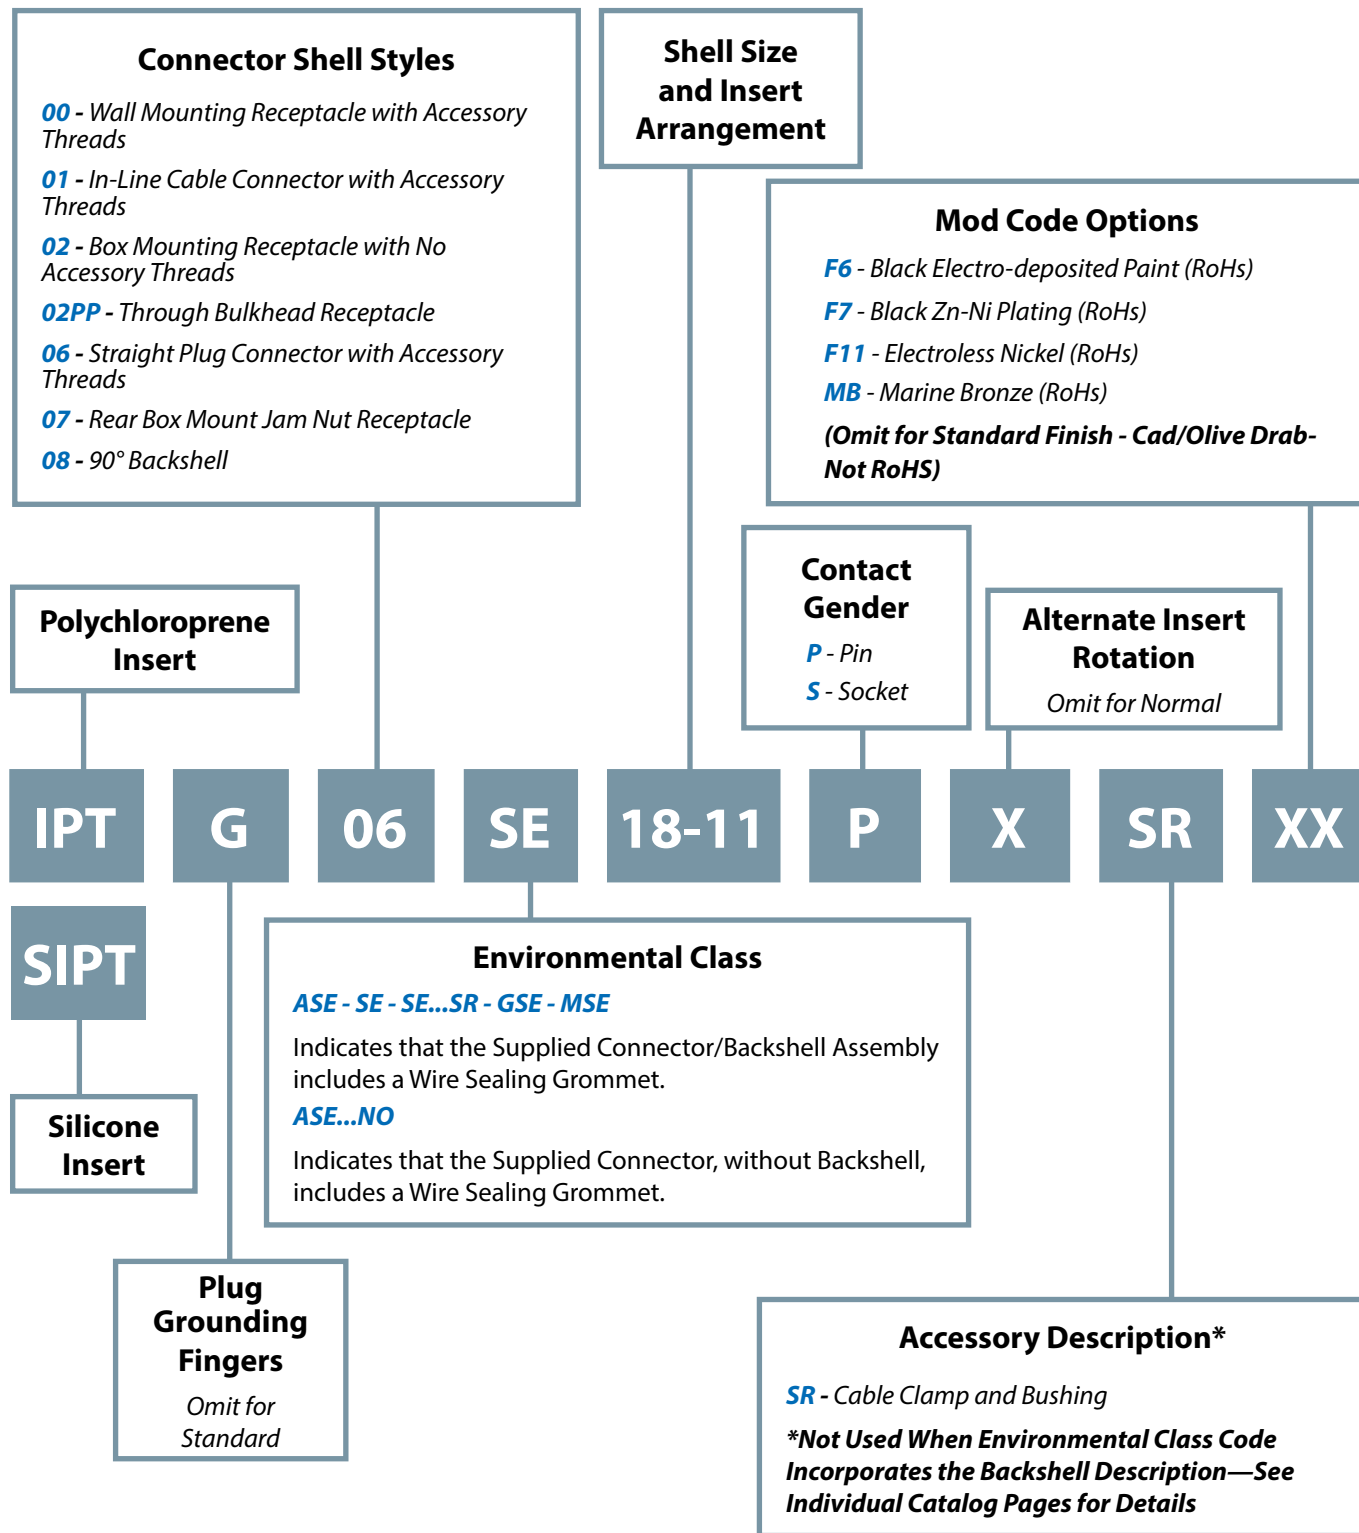 Connector Shell Styles
00 - Wall Mounting Receptacle with Accessory
Threads
01 - In-Line Cable Connector with Accessory
Threads
02 - Box Mounting Receptacle with No
Accessory Threads
02PP - Through Bulkhead Receptacle
06 - Straight Plug Connector with Accessory
Threads
07 - Rear Box Mount Jam Nut Receptacle
08 - 90° Backshell
Shell Size
and Insert
Arrangement
Mod Code Options
F6 - Black Electro-deposited Paint (RoHs)
F7 - Black Zn-Ni Plating (RoHs)
F11 - Electroless Nickel (RoHs)
MB - Marine Bronze (RoHs)
(Omit for Standard Finish - Cad/Olive Drab-
Not RoHS)
Polychloroprene
Insert
Contact
Gender
P - Pin
S - Socket
Alternate Insert
Rotation
Omit for Normal
IPT G 06 SE 18-11 P X SR XX
SIPT
Silicone
Insert
Environmental Class
ASE - SE - SE...SR - GSE - MSE
Indicates that the Supplied Connector/Backshell Assembly
includes a Wire Sealing Grommet.
ASE...NO
Indicates that the Supplied Connector, without Backshell,
includes a Wire Sealing Grommet.
Plug
Grounding
Fingers
Omit for
Standard
Accessory Description*
SR - Cable Clamp and Bushing
*Not Used When Environmental Class Code
Incorporates the Backshell Description—See
Individual Catalog Pages for Details